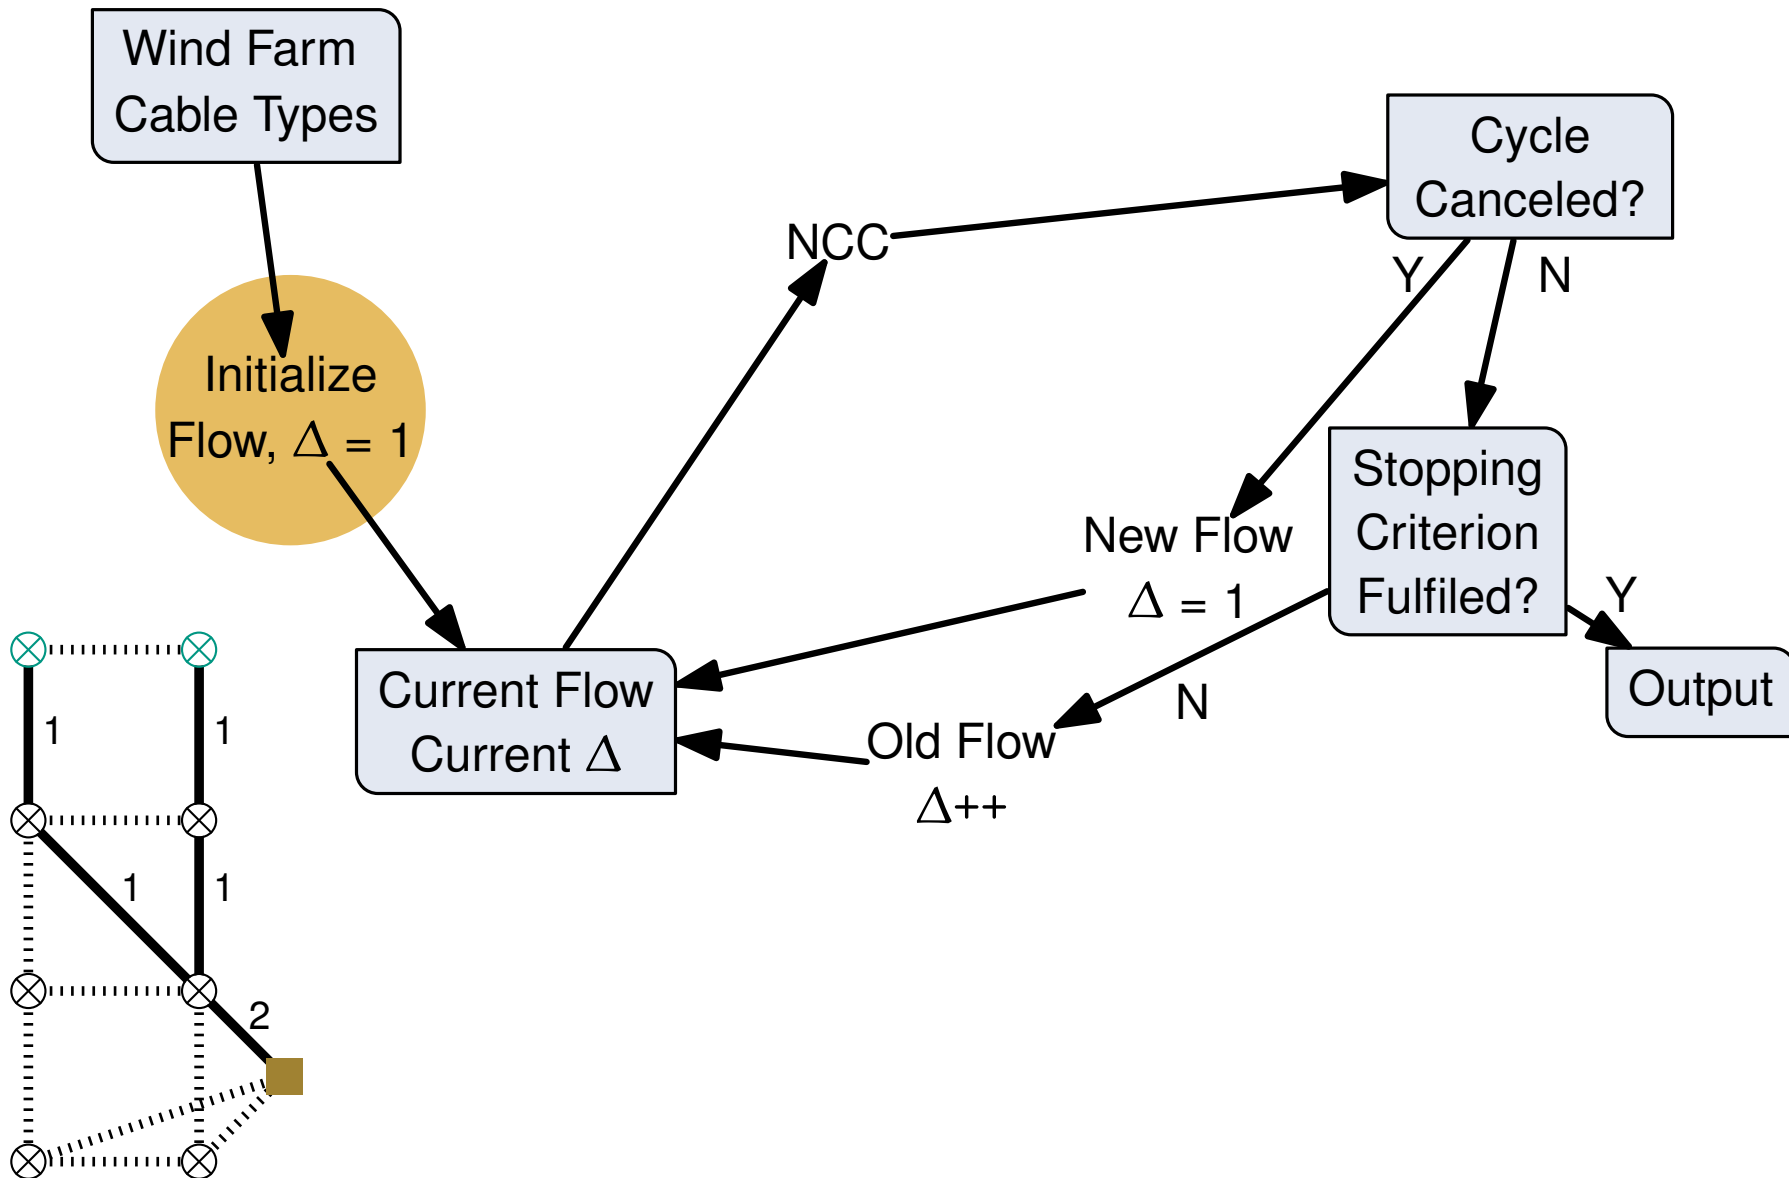 Wind Farm
Cable Types
Initialize
Flow, Δ = 1
NCC
Cycle
Canceled?
Y
N
Stopping
Criterion
Fulfiled?
New Flow
Δ = 1
Y
Output
N
Old Flow
Δ++
Current Flow
Current Δ
1
1
1
1
2